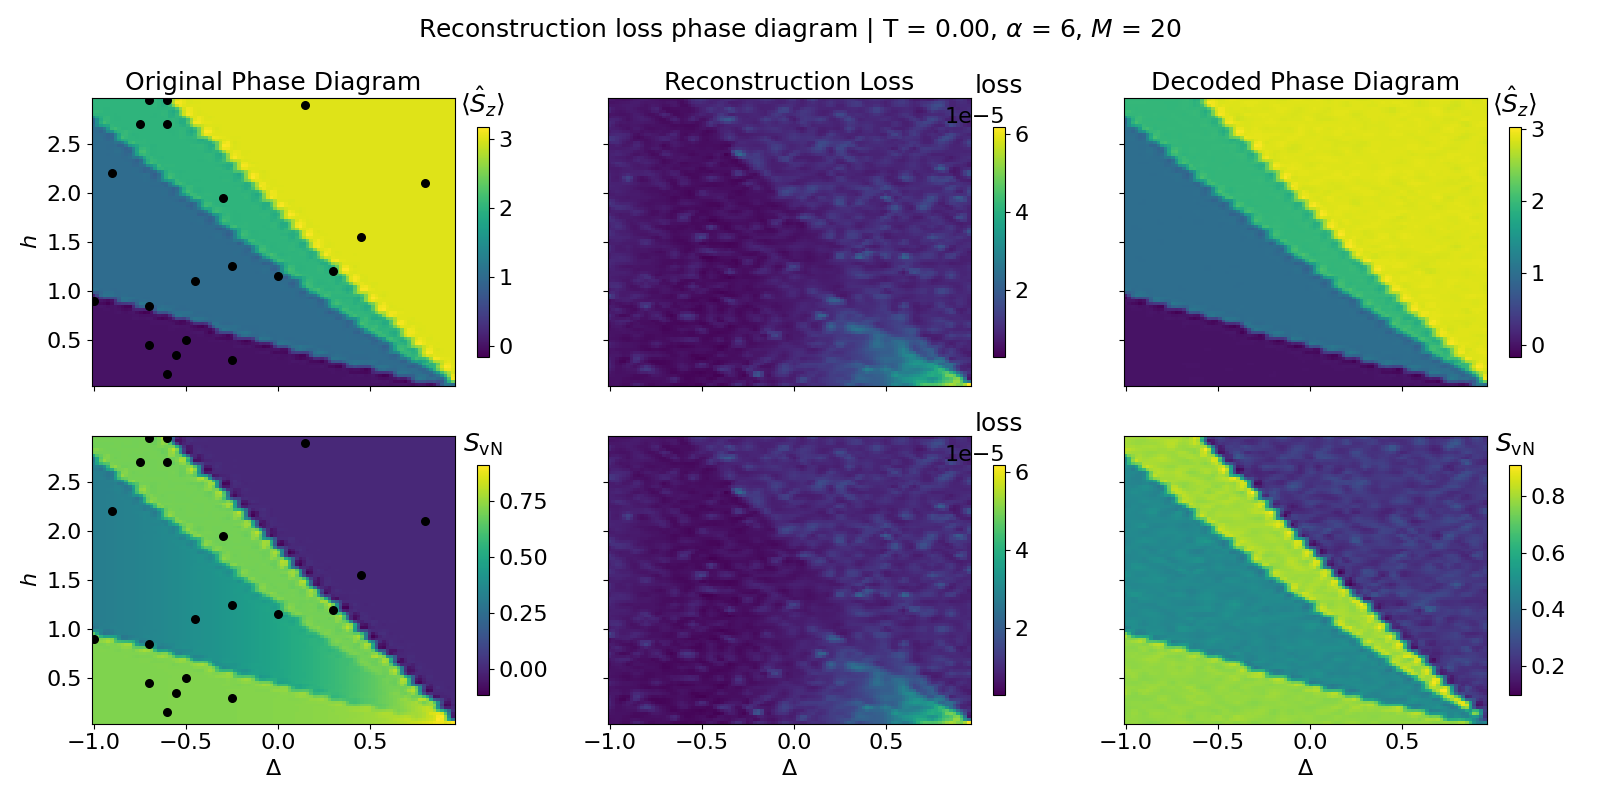 Reconstruction loss phase diagram | T = 0.00, α = 6, M = 20
Original Phase Diagram
Reconstruction Loss
Decoded Phase Diagram
⟨Ŝz⟩
loss
1e−5
⟨Ŝz⟩
h
2.5
2.0
1.5
1.0
0.5
3
2
1
0
6
4
2
3
2
1
0
SvN
loss
1e−5
SvN
h
2.5
2.0
1.5
1.0
0.5
0.75
0.50
0.25
0.00
6
4
2
0.8
0.6
0.4
0.2
−1.0 −0.5 0.0 0.5
−1.0 −0.5 0.0 0.5
−1.0 −0.5 0.0 0.5
Δ
Δ
Δ